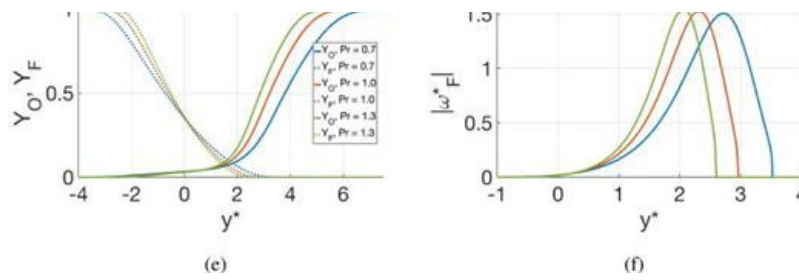 1
Y_O, Y_F
0.5
0
-4 -2 0 2 4 6
y*
Y_O, Pr = 0.7
Y_F, Pr = 0.7
Y_O, Pr = 1.0
Y_F, Pr = 1.0
Y_O, Pr = 1.3
Y_F, Pr = 1.3
(e)
1.5
1
0.5
0
|ω*_F|
-1 0 1 2 3 4
y*
(f)